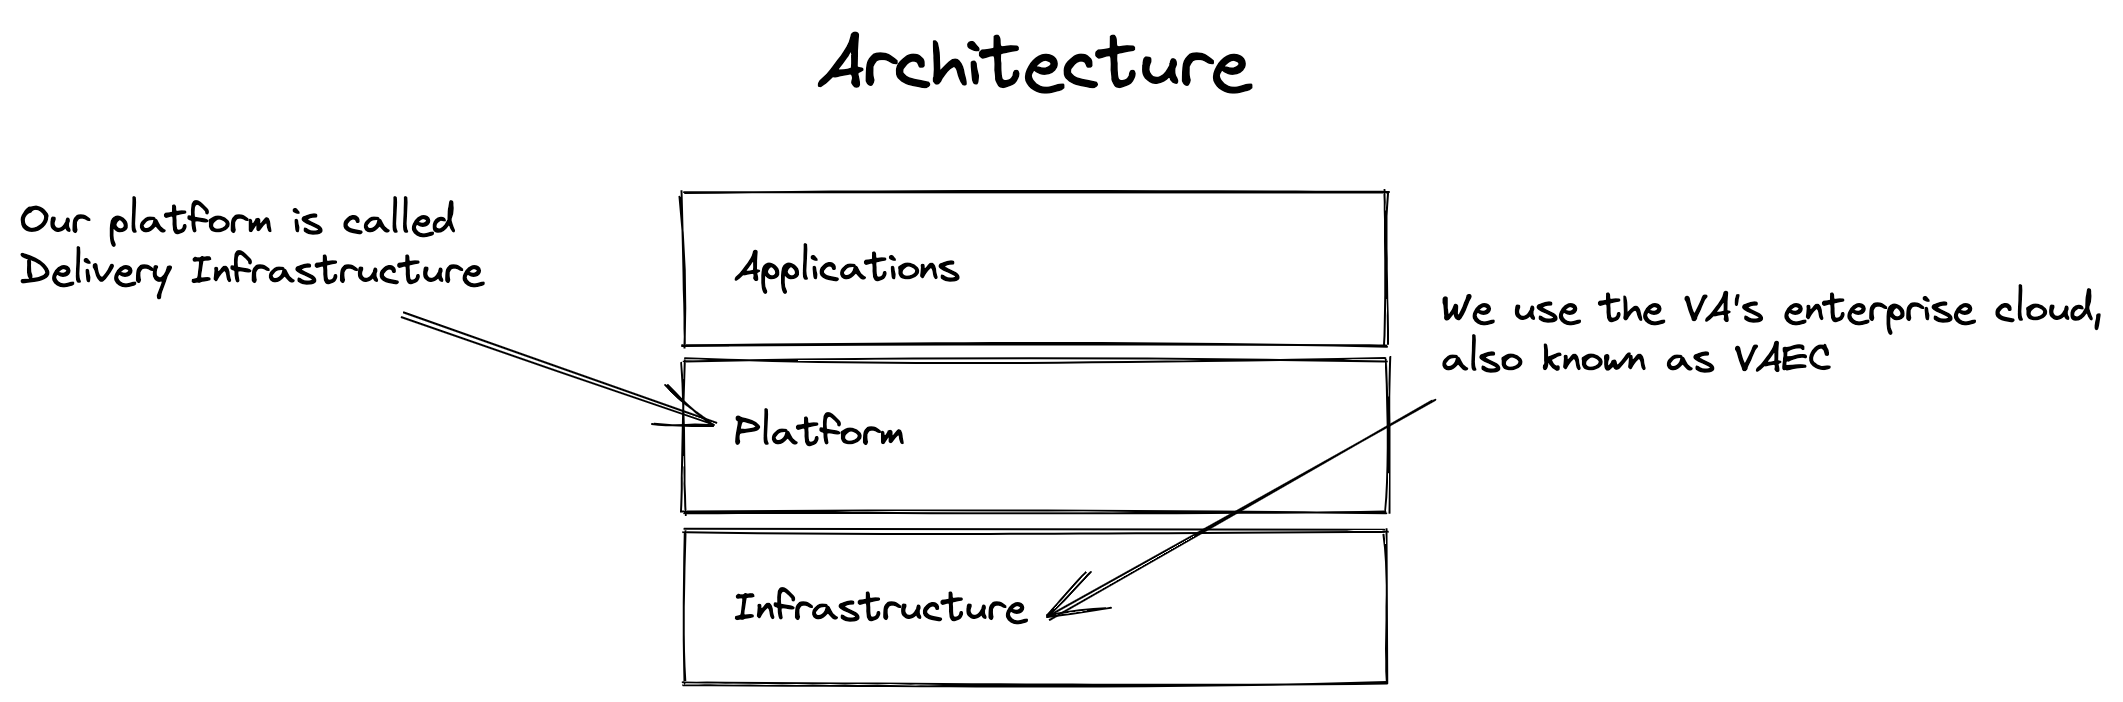 Architecture
Our platform is called
Delivery Infrastructure
Applications
We use the VA's enterprise cloud,
also known as VAEC
Platform
Infrastructure